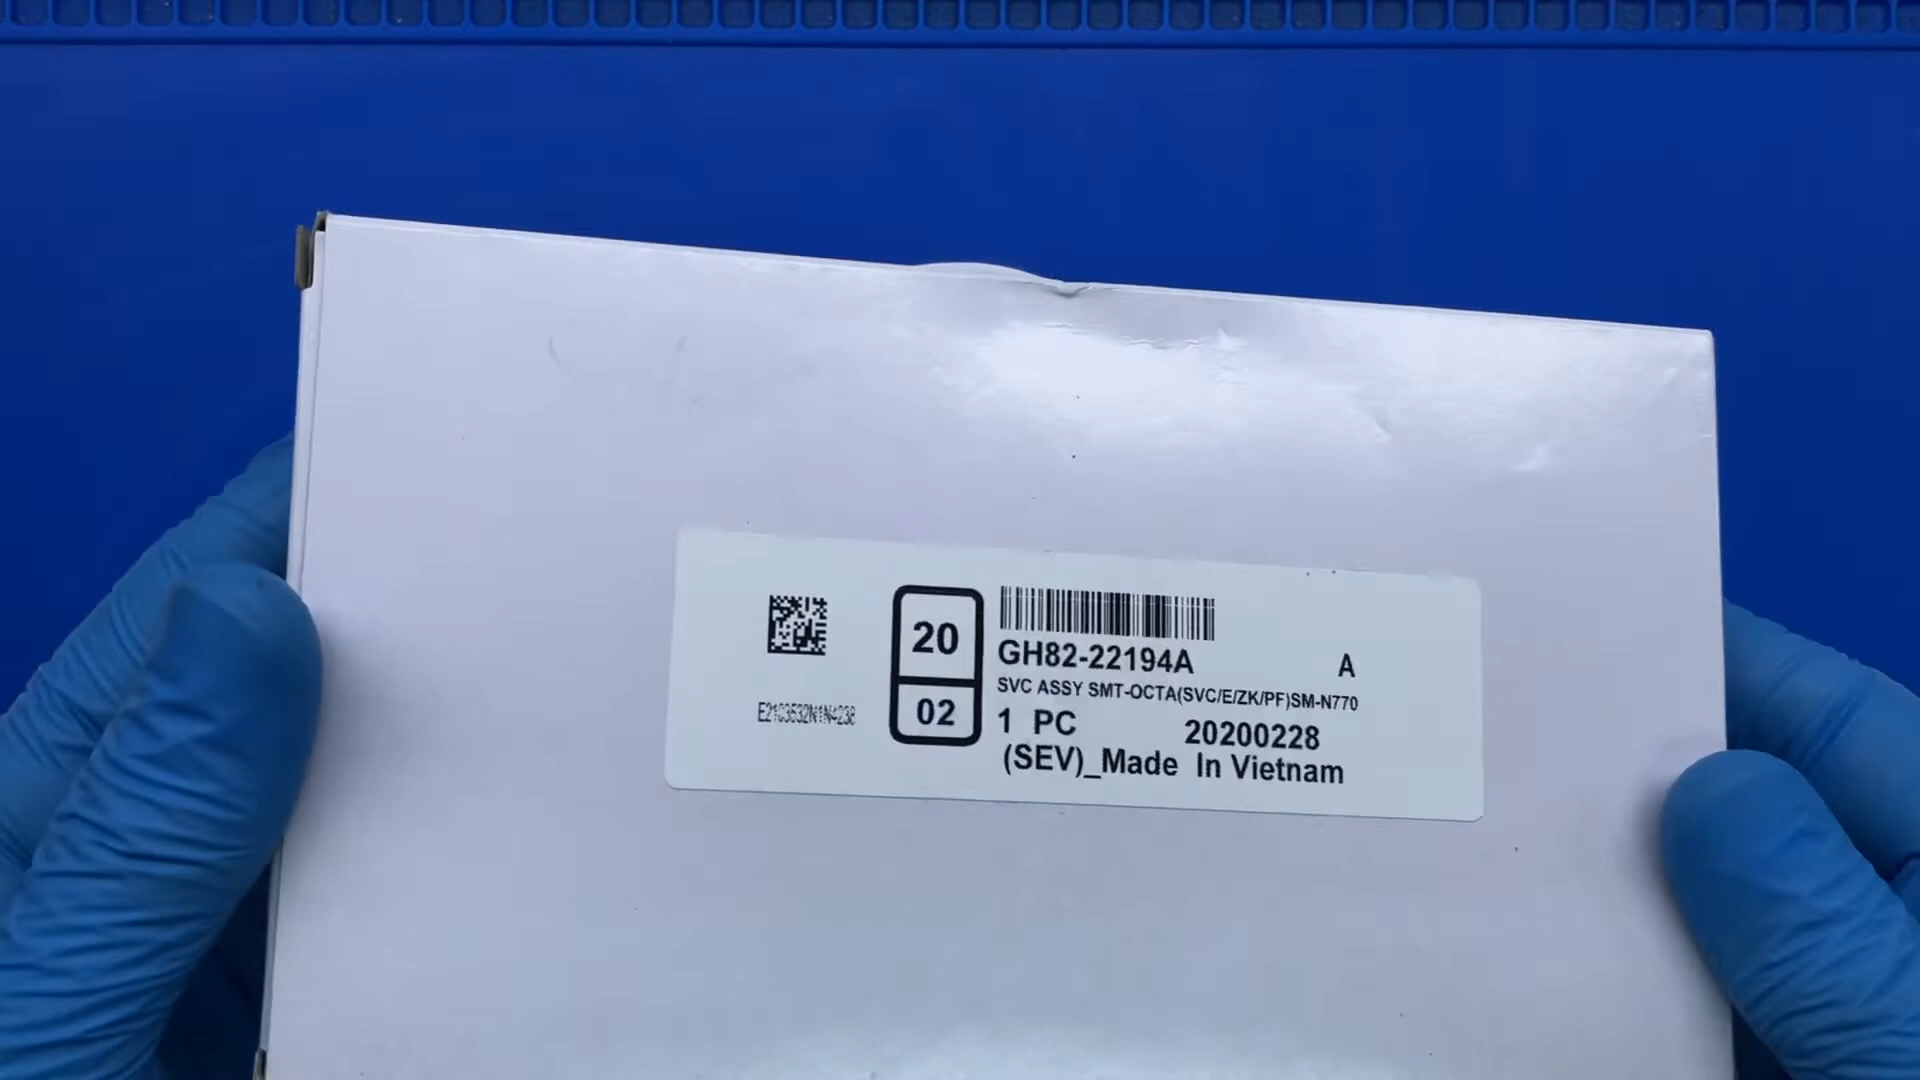 20
02
GH82-22194A A
SVC ASSY SMT-OCTA(SVC/E/ZK/PF)SM-N770
1 PC 20200228
(SEV)_Made In Vietnam